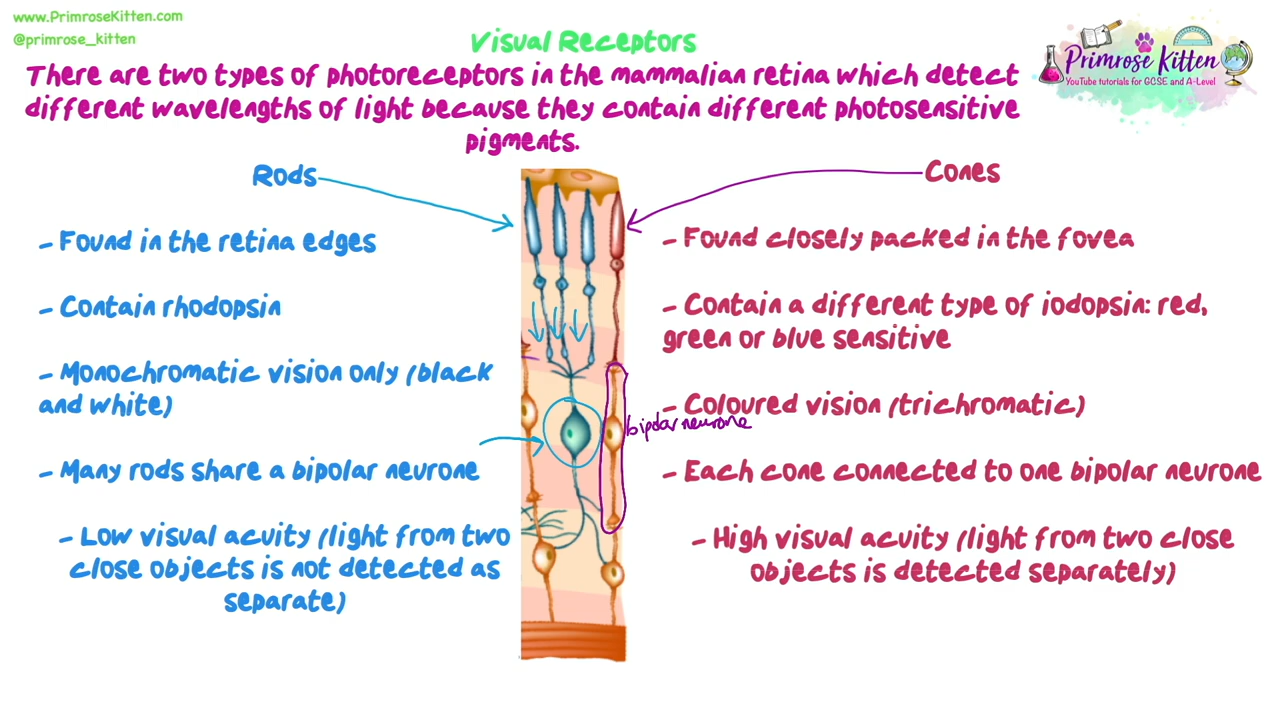 www.PrimroseKitten.com
@primrose_kitten
Visual Receptors
Primrose Kitten
YouTube tutorials for GCSE and A-Level
There are two types of photoreceptors in the mammalian retina which detect
different wavelengths of light because they contain different photosensitive
pigments.
Rods
- Found in the retina edges
- Contain rhodopsin
- Monochromatic vision only (black
and white)
- Many rods share a bipolar neurone
- Low visual acuity (light from two
close objects is not detected as
separate)
Cones
- Found closely packed in the fovea
- Contain a different type of iodopsin: red,
green or blue sensitive
- Coloured vision (trichromatic)
bipolar neurone
- Each cone connected to one bipolar neurone
- High visual acuity (light from two close
objects is detected separately)